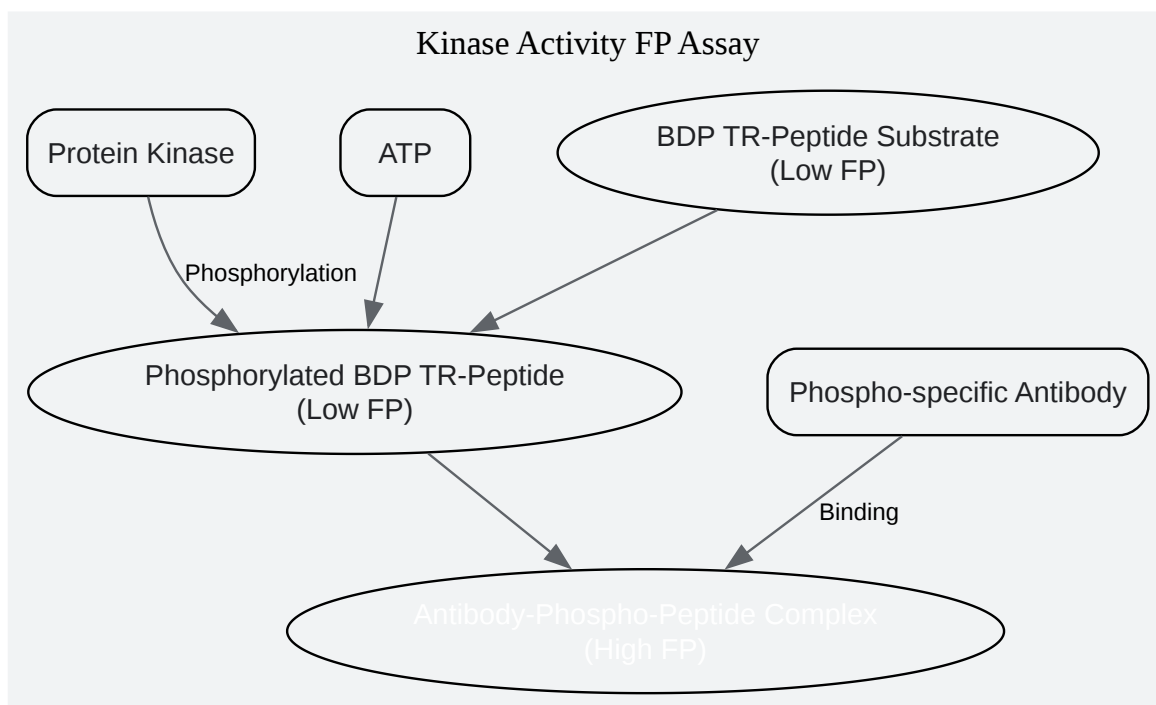 Kinase Activity FP Assay
Protein Kinase
ATP
BDP TR-Peptide Substrate
(Low FP)
Phosphorylation
Phosphorylated BDP TR-Peptide
(Low FP)
Phospho-specific Antibody
Binding
Antibody-Phospho-Peptide Complex
(High FP)